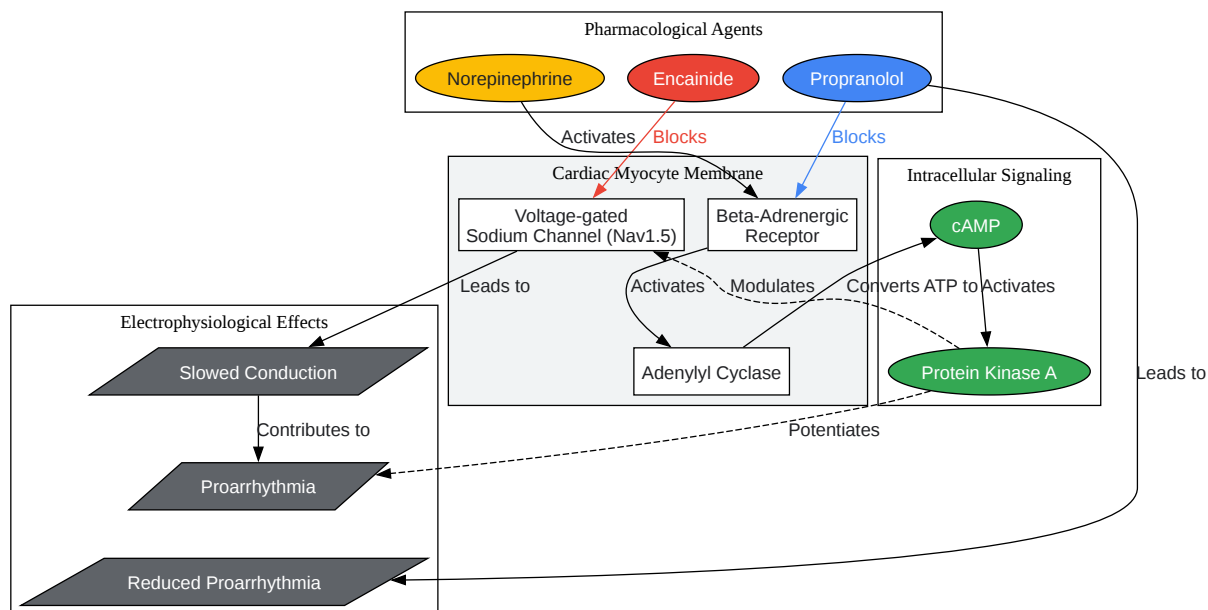 Pharmacological Agents
Norepinephrine
Encainide
Propranolol
Activates
Blocks
Blocks
Cardiac Myocyte Membrane
Intracellular Signaling
Voltage-gated
Sodium Channel (Nav1.5)
Beta-Adrenergic
Receptor
cAMP
Leads to
Activates
Modulates
Converts ATP to
Activates
Electrophysiological Effects
Slowed Conduction
Adenylyl Cyclase
Protein Kinase A
Leads to
Contributes to
Potentiates
Proarrhythmia
Reduced Proarrhythmia